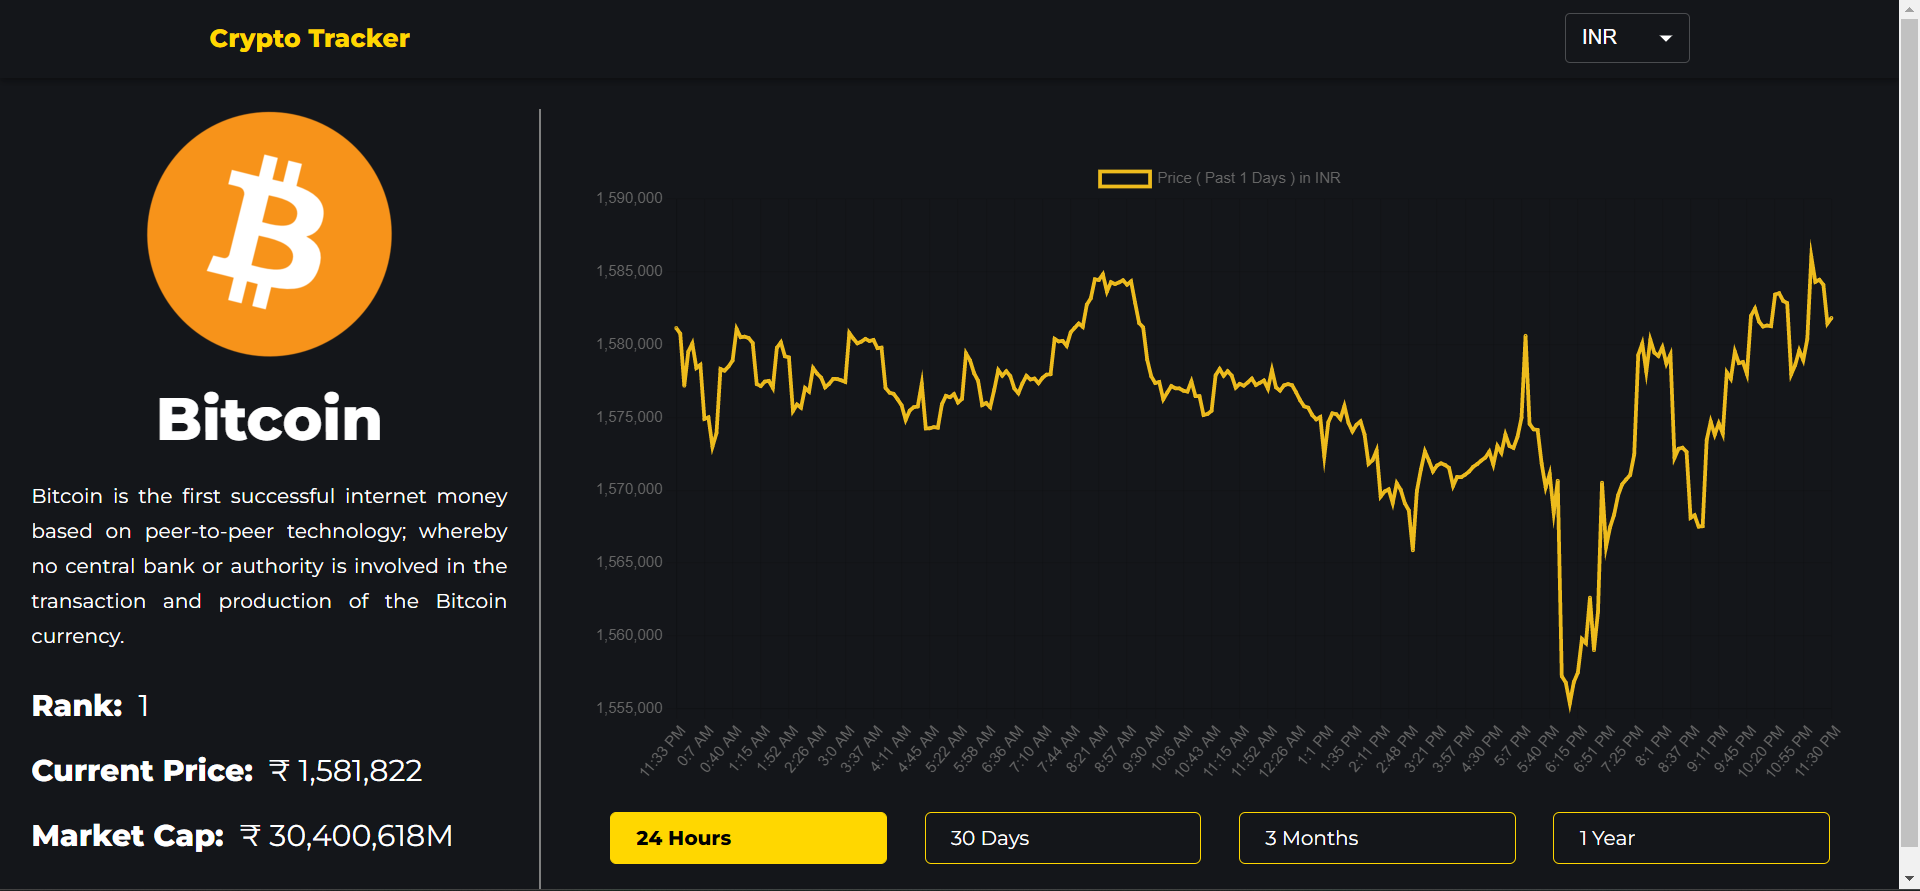 Crypto Tracker
INR
Bitcoin
Bitcoin is the first successful internet money
based on peer-to-peer technology; whereby
no central bank or authority is involved in the
transaction and production of the Bitcoin
currency.
Rank: 1
Current Price: ₹ 1,581,822
Market Cap: ₹ 30,400,618M
Price ( Past 1 Days ) in INR
1,590,000
1,585,000
1,580,000
1,575,000
1,570,000
1,565,000
1,560,000
1,555,000
11:33 PM
0:7 AM
0:40 AM
1:15 AM
1:52 AM
2:26 AM
3:0 AM
3:37 AM
4:11 AM
4:45 AM
5:22 AM
5:58 AM
6:36 AM
7:10 AM
7:44 AM
8:21 AM
8:57 AM
9:30 AM
10:6 AM
10:43 AM
11:15 AM
11:52 AM
12:26 AM
1:1 PM
1:35 PM
2:11 PM
2:48 PM
3:21 PM
3:57 PM
4:30 PM
5:7 PM
5:40 PM
6:15 PM
6:51 PM
7:25 PM
8:1 PM
8:37 PM
9:11 PM
9:45 PM
10:20 PM
10:55 PM
11:30 PM
24 Hours
30 Days
3 Months
1 Year